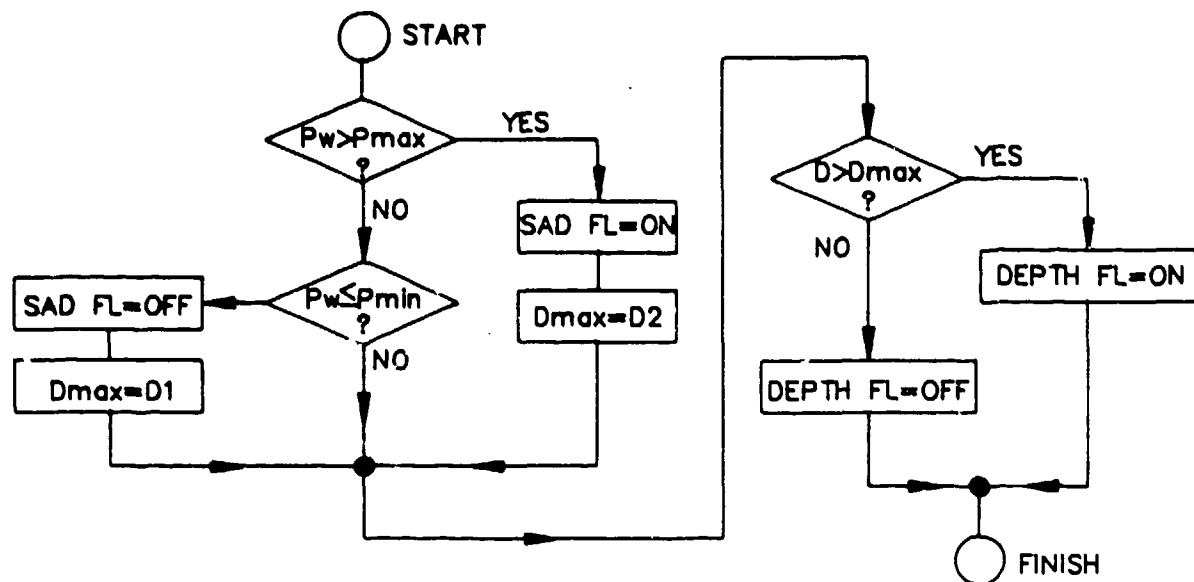 START
Pw>Pmax
?
YES
NO
SAD FL=ON
Dmax=D2
Pw≤Pmin
?
NO
SAD FL=OFF
Dmax=D1
D>Dmax
?
YES
NO
DEPTH FL=ON
DEPTH FL=OFF
FINISH